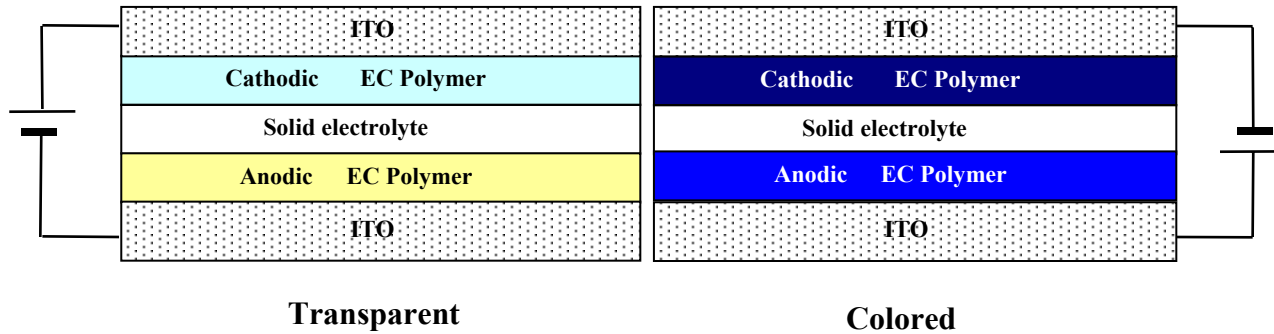 ITO
Cathodic EC Polymer
Solid electrolyte
Anodic EC Polymer
ITO
Transparent
ITO
Cathodic EC Polymer
Solid electrolyte
Anodic EC Polymer
ITO
Colored